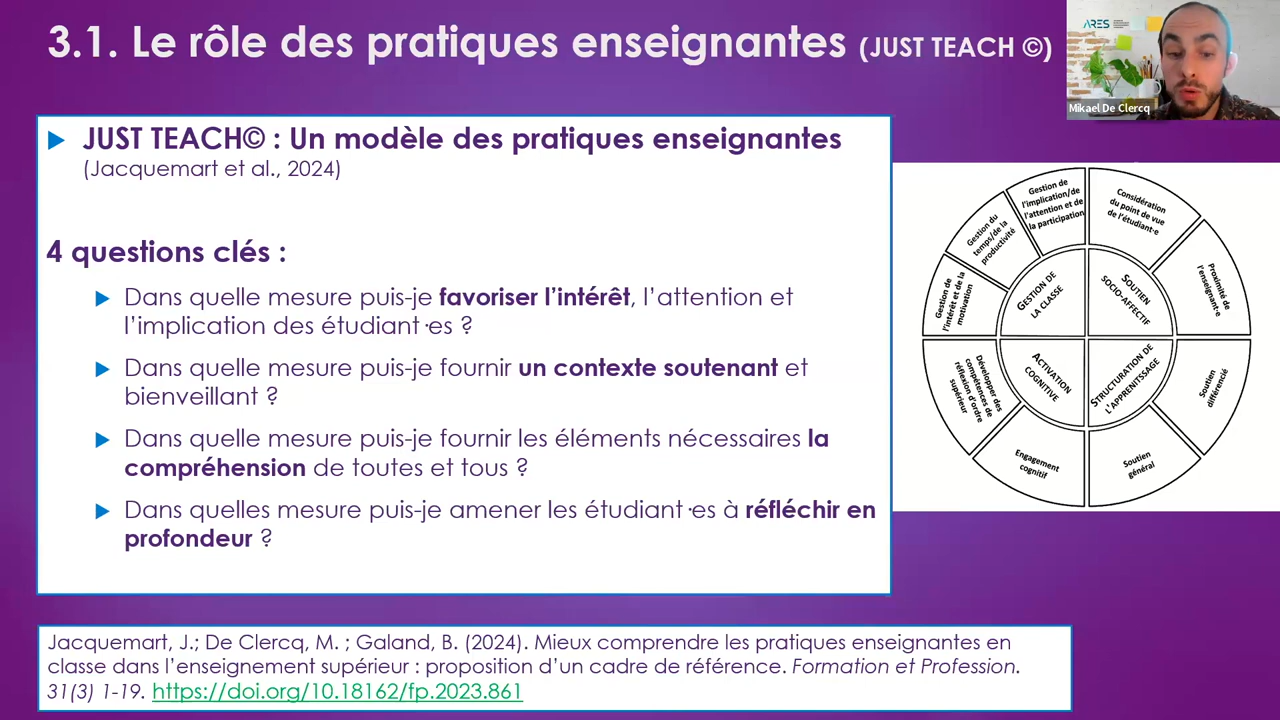 3.1. Le rôle des pratiques enseignantes (JUST TEACH ©)
ARES
Mikael De Clercq
JUST TEACH© : Un modèle des pratiques enseignantes
(Jacquemart et al., 2024)
4 questions clés :
Dans quelle mesure puis-je favoriser l’intérêt, l’attention et
l’implication des étudiant·es ?
Dans quelle mesure puis-je fournir un contexte soutenant et
bienveillant ?
Dans quelle mesure puis-je fournir les éléments nécessaires la
compréhension de toutes et tous ?
Dans quelles mesure puis-je amener les étudiant·es à réfléchir en
profondeur ?
Gestion de
l'implication/de
l'attention et de
la participation
Considération
du point de vue
de l'étudiant·e
Gestion du
temps/de la
productivité
Proximité de
l'enseignant·e
Gestion de
l'intérêt et de la
motivation
GESTION DE
LA CLASSE
SOUTIEN
SOCIO-AFFECTIF
ACTIVATION
COGNITIVE
STRUCTURATION DE
L'APPRENITSSAGE
Développer des
compétences de
réflexion d'ordre
supérieur
Soutien
différencié
Engagement
cognitif
Soutien
général
Jacquemart, J.; De Clercq, M. ; Galand, B. (2024). Mieux comprendre les pratiques enseignantes en
classe dans l’enseignement supérieur : proposition d’un cadre de référence. Formation et Profession.
31(3) 1-19. https://doi.org/10.18162/fp.2023.861